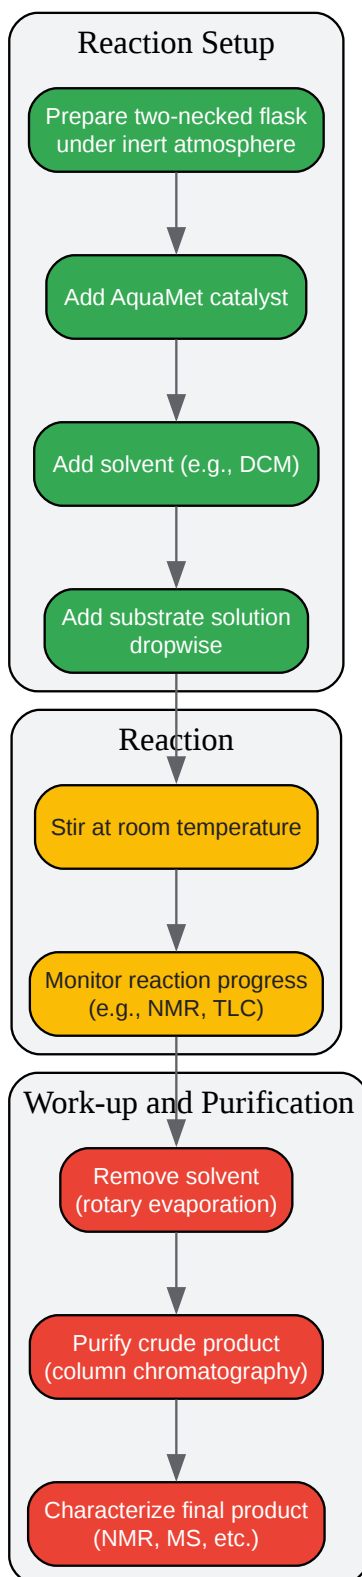 Reaction Setup
Prepare two-necked flask
under inert atmosphere
Add AquaMet catalyst
Add solvent (e.g., DCM)
Add substrate solution
dropwise
Reaction
Stir at room temperature
Monitor reaction progress
(e.g., NMR, TLC)
Work-up and Purification
Remove solvent
(rotary evaporation)
Purify crude product
(column chromatography)
Characterize final product
(NMR, MS, etc.)